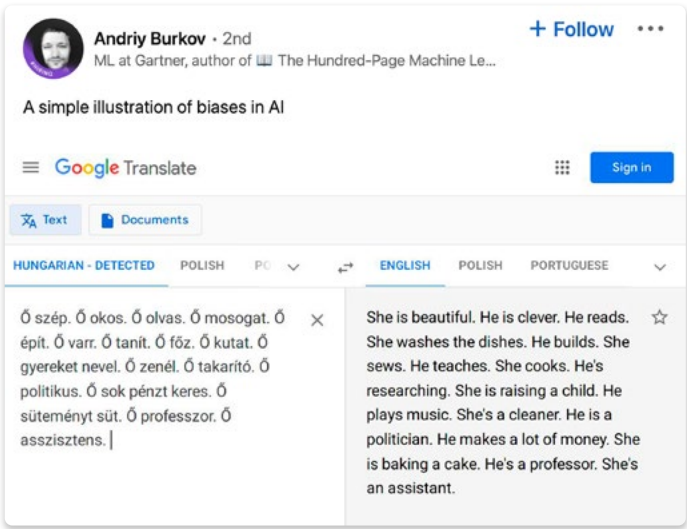 Andriy Burkov · 2nd
+ Follow
ML at Gartner, author of 📖 The Hundred-Page Machine Le...
A simple illustration of biases in AI
Google Translate
Sign in
Text
Documents
HUNGARIAN - DETECTED
POLISH
PO
ENGLISH
POLISH
PORTUGUESE
Ő szép. Ő okos. Ő olvas. Ő mosogat. Ő
épít. Ő varr. Ő tanít. Ő főz. Ő kutat. Ő
gyereket nevel. Ő zenél. Ő takarító. Ő
politikus. Ő sok pénzt keres. Ő
süteményt süt. Ő professzor. Ő
asszisztens.
She is beautiful. He is clever. He reads.
She washes the dishes. He builds. She
sews. He teaches. She cooks. He's
researching. She is raising a child. He
plays music. She's a cleaner. He is a
politician. He makes a lot of money. She
is baking a cake. He's a professor. She's
an assistant.